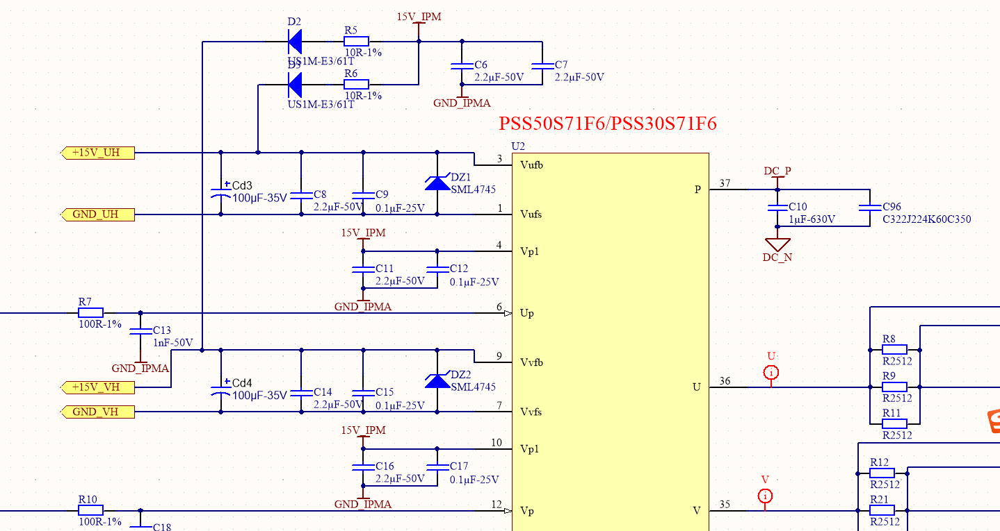 15V_IPM
D2
R5
10R-1%
US1M-E3/61T
D3
R6
10R-1%
US1M-E3/61T
C6
2.2µF-50V
C7
2.2µF-50V
GND_IPMA
PSS50S71F6/PSS30S71F6
U2
+15V_UH
3
Vufb
Cd3
100µF-35V
C8
2.2µF-50V
C9
0.1µF-25V
DZ1
SML4745
GND_UH
1
Vufs
DC_P
P
37
C10
1µF-630V
C96
C322J224K60C350
DC_N
15V_IPM
4
Vp1
C11
2.2µF-50V
C12
0.1µF-25V
GND_IPMA
R7
100R-1%
6
Up
C13
1nF-50V
GND_IPMA
9
Vvfb
+15V_VH
Cd4
100µF-35V
C14
2.2µF-50V
C15
0.1µF-25V
DZ2
SML4745
GND_VH
7
Vvfs
U
36
U
R8
R2512
R9
R2512
R11
R2512
15V_IPM
10
Vp1
C16
2.2µF-50V
C17
0.1µF-25V
GND_IPMA
R10
100R-1%
12
Vp
C18
V
35
V
R12
R2512
R21
R2512